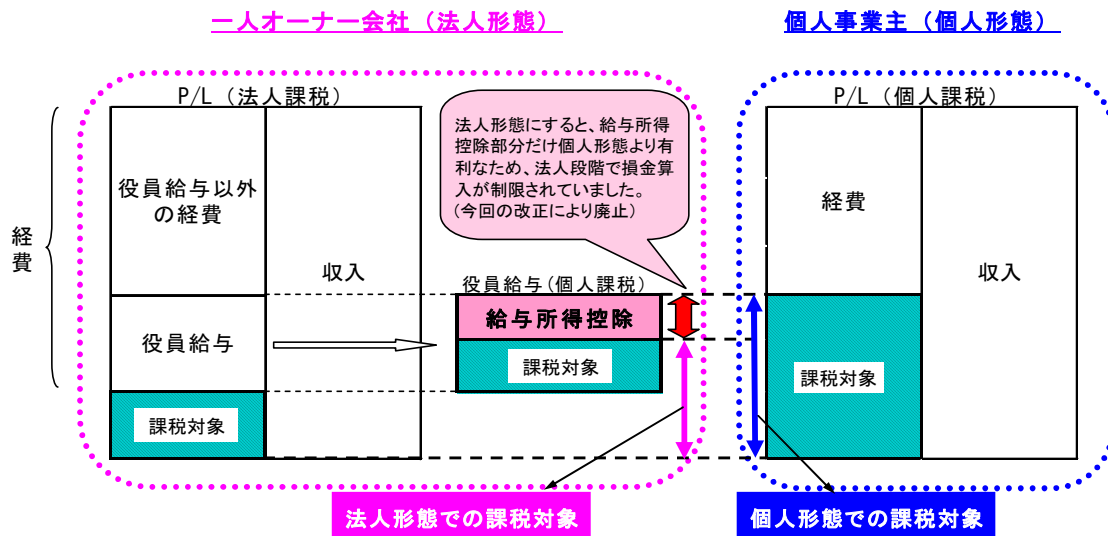 一人オーナー会社（法人形態）
個人事業主（個人形態）
P/L（法人課税）
P/L（個人課税）
法人形態にすると、給与所得
控除部分だけ個人形態より有
利なため、法人段階で損金算
入が制限されていました。
（今回の改正により廃止）
役員給与以外
の経費
経費
収入
役員給与
課税対象
役員給与（個人課税）
給与所得控除
課税対象
経費
収入
課税対象
法人形態での課税対象
個人形態での課税対象